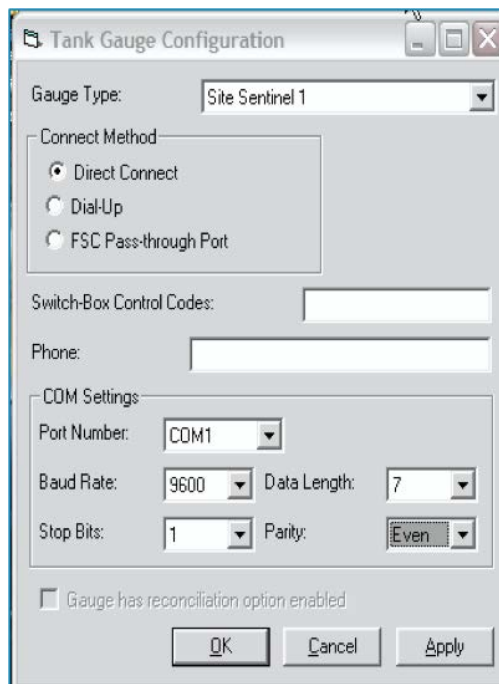 Tank Gauge Configuration
Gauge Type: Site Sentinel 1
Connect Method
Direct Connect
Dial-Up
FSC Pass-through Port
Switch-Box Control Codes:
Phone:
COM Settings
Port Number: COM1
Baud Rate: 9600 Data Length: 7
Stop Bits: 1 Parity: Even
Gauge has reconciliation option enabled
OK Cancel Apply